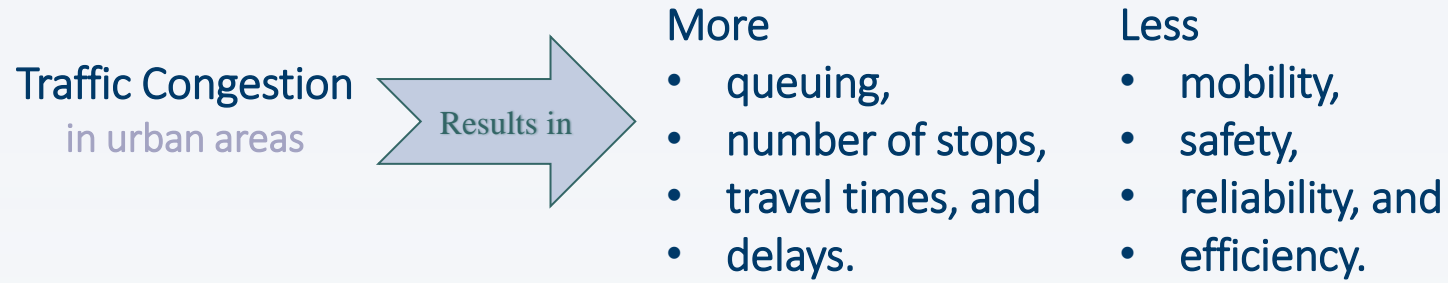 Traffic Congestion
in urban areas
Results in
More
• queuing,
• number of stops,
• travel times, and
• delays.
Less
• mobility,
• safety,
• reliability, and
• efficiency.